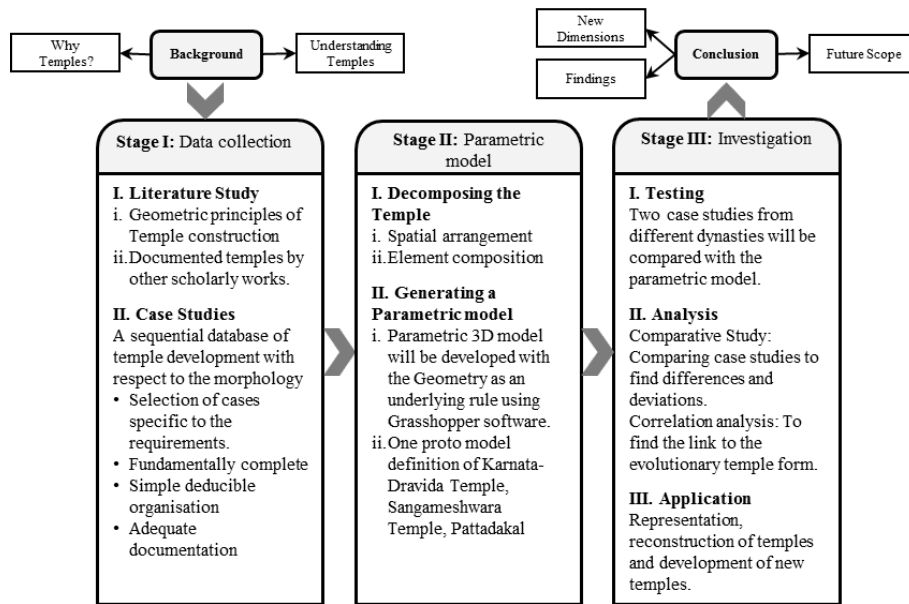 Why
Temples?
Background
Understanding
Temples
New
Dimensions
Findings
Conclusion
Future Scope
Stage I: Data collection
I. Literature Study
i. Geometric principles of
Temple construction
ii. Documented temples by
other scholarly works.
II. Case Studies
A sequential database of
temple development with
respect to the morphology
• Selection of cases
specific to the
requirements.
• Fundamentally complete
• Simple deducible
organisation
• Adequate
documentation
Stage II: Parametric
model
I. Decomposing the
Temple
i. Spatial arrangement
ii. Element composition
II. Generating a
Parametric model
i. Parametric 3D model
will be developed with
the Geometry as an
underlying rule using
Grasshopper software.
ii. One proto model
definition of Karnata-
Dravida Temple,
Sangameshwara
Temple, Pattadakal
Stage III: Investigation
I. Testing
Two case studies from
different dynasties will be
compared with the
parametric model.
II. Analysis
Comparative Study:
Comparing case studies to
find differences and
deviations.
Correlation analysis: To
find the link to the
evolutionary temple form.
III. Application
Representation,
reconstruction of temples
and development of new
temples.